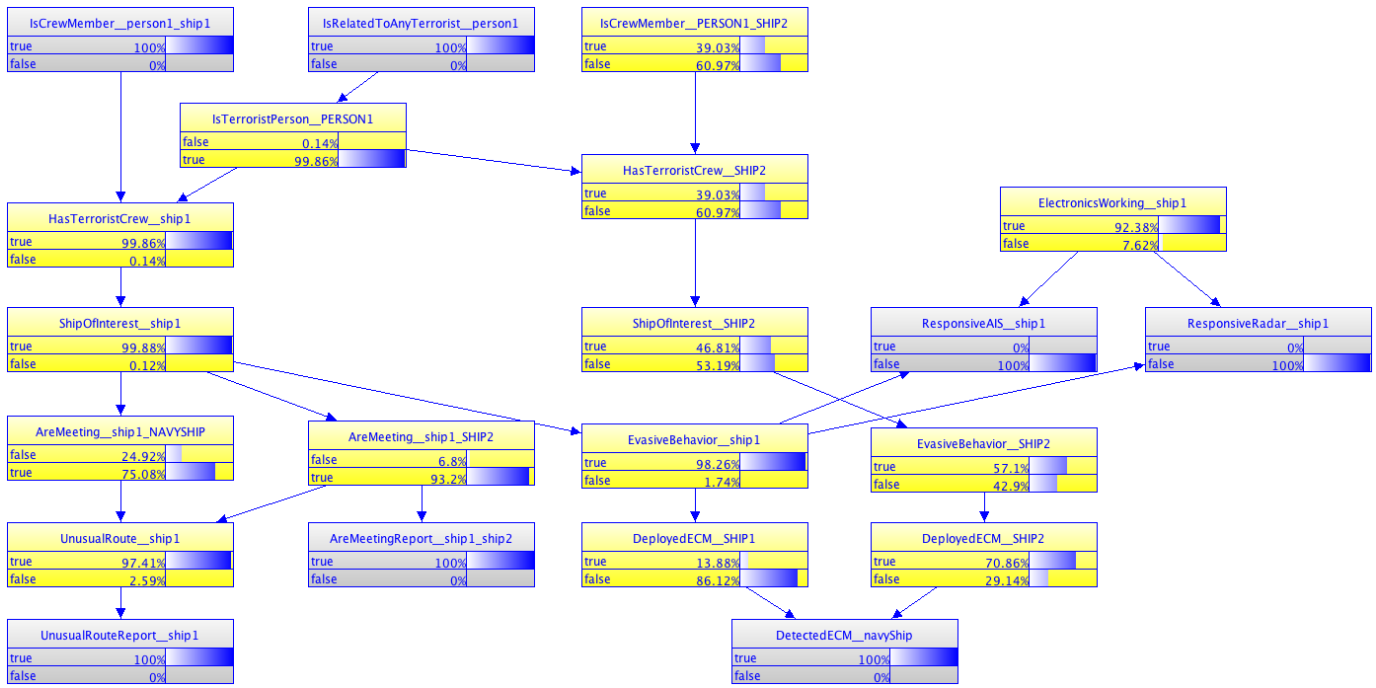 IsCrewMember__person1_ship1
true 100%
false 0%
IsRelatedToAnyTerrorist__person1
true 100%
false 0%
IsCrewMember__PERSON1_SHIP2
true 39.03%
false 60.97%
IsTerroristPerson__PERSON1
false 0.14%
true 99.86%
HasTerroristCrew__SHIP2
true 39.03%
false 60.97%
HasTerroristCrew__ship1
true 99.86%
false 0.14%
ElectronicsWorking__ship1
true 92.38%
false 7.62%
ShipOfInterest__ship1
true 99.88%
false 0.12%
ShipOfInterest__SHIP2
true 46.81%
false 53.19%
ResponsiveAIS__ship1
true 0%
false 100%
ResponsiveRadar__ship1
true 0%
false 100%
AreMeeting__ship1_NAVYSHIP
false 24.92%
true 75.08%
AreMeeting__ship1_SHIP2
false 6.8%
true 93.2%
EvasiveBehavior__ship1
true 98.26%
false 1.74%
EvasiveBehavior__SHIP2
true 57.1%
false 42.9%
UnusualRoute__ship1
true 97.41%
false 2.59%
AreMeetingReport__ship1_ship2
true 100%
false 0%
DeployedECM__SHIP1
true 13.88%
false 86.12%
DeployedECM__SHIP2
true 70.86%
false 29.14%
UnusualRouteReport__ship1
true 100%
false 0%
DetectedECM__navyShip
true 100%
false 0%